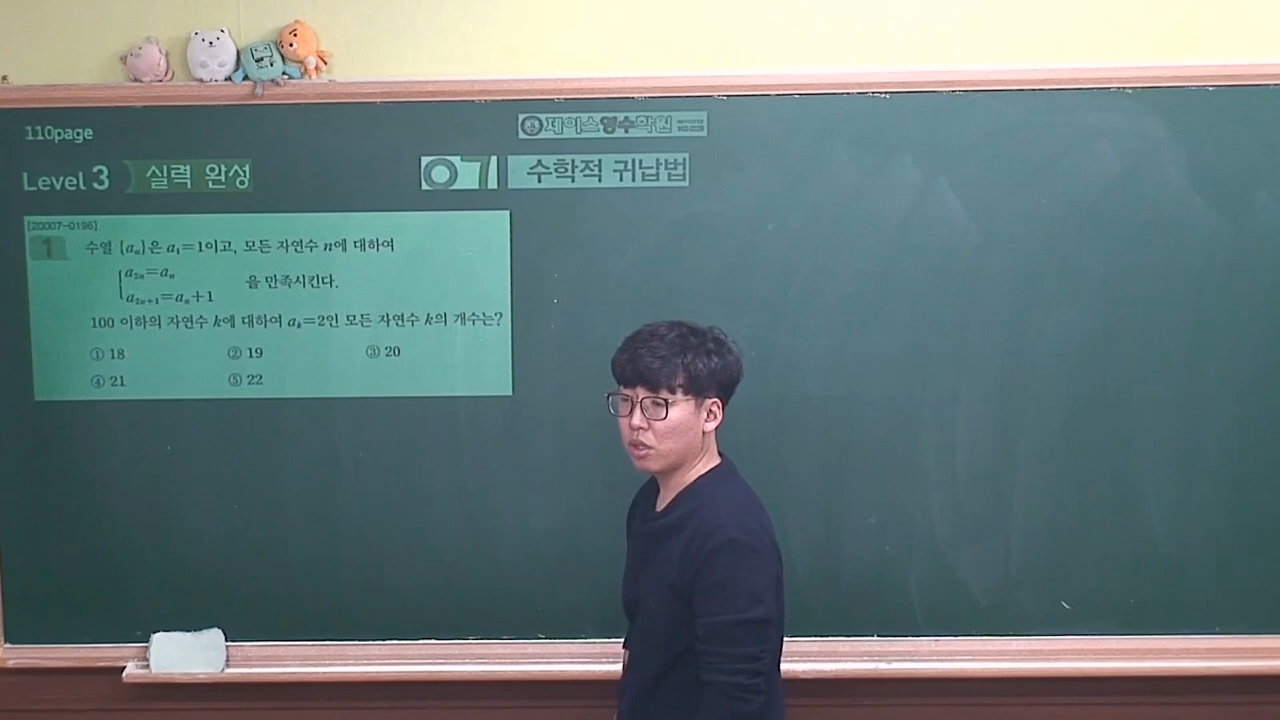 110page
제이스영수학원
Level 3 실력 완성
07 수학적 귀납법
[20007-0196]
1 수열 {aₙ}은 a₁=1이고, 모든 자연수 n에 대하여
a₂ₙ=aₙ
a₂ₙ₊₁=aₙ+1
을 만족시킨다.
100 이하의 자연수 k에 대하여 aₖ=2인 모든 자연수 k의 개수는?
① 18 ② 19 ③ 20
④ 21 ⑤ 22